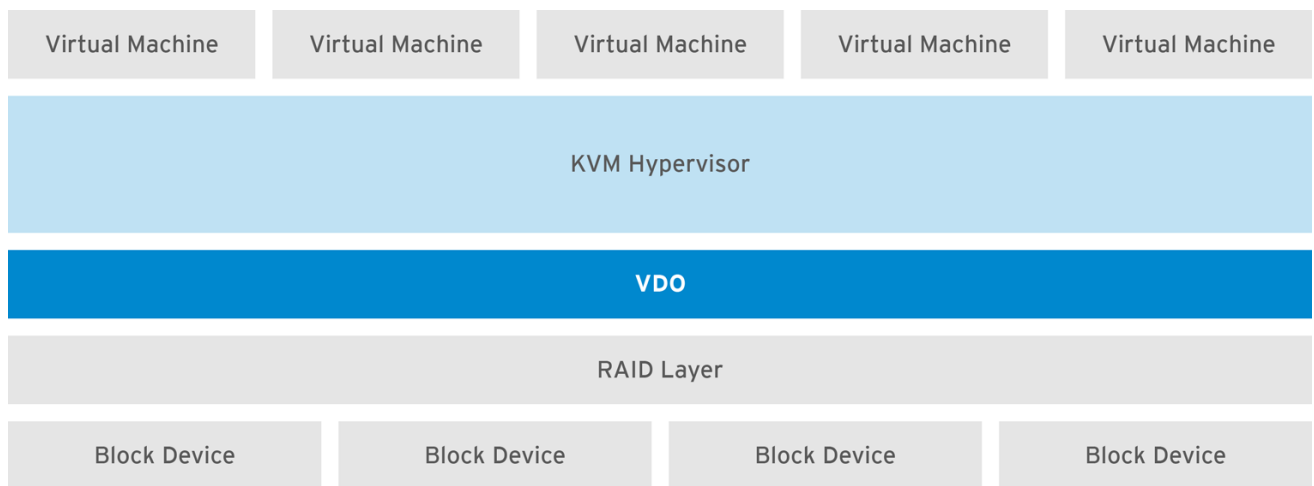 Virtual Machine Virtual Machine Virtual Machine Virtual Machine Virtual Machine
KVM Hypervisor
VDO
RAID Layer
Block Device Block Device Block Device Block Device